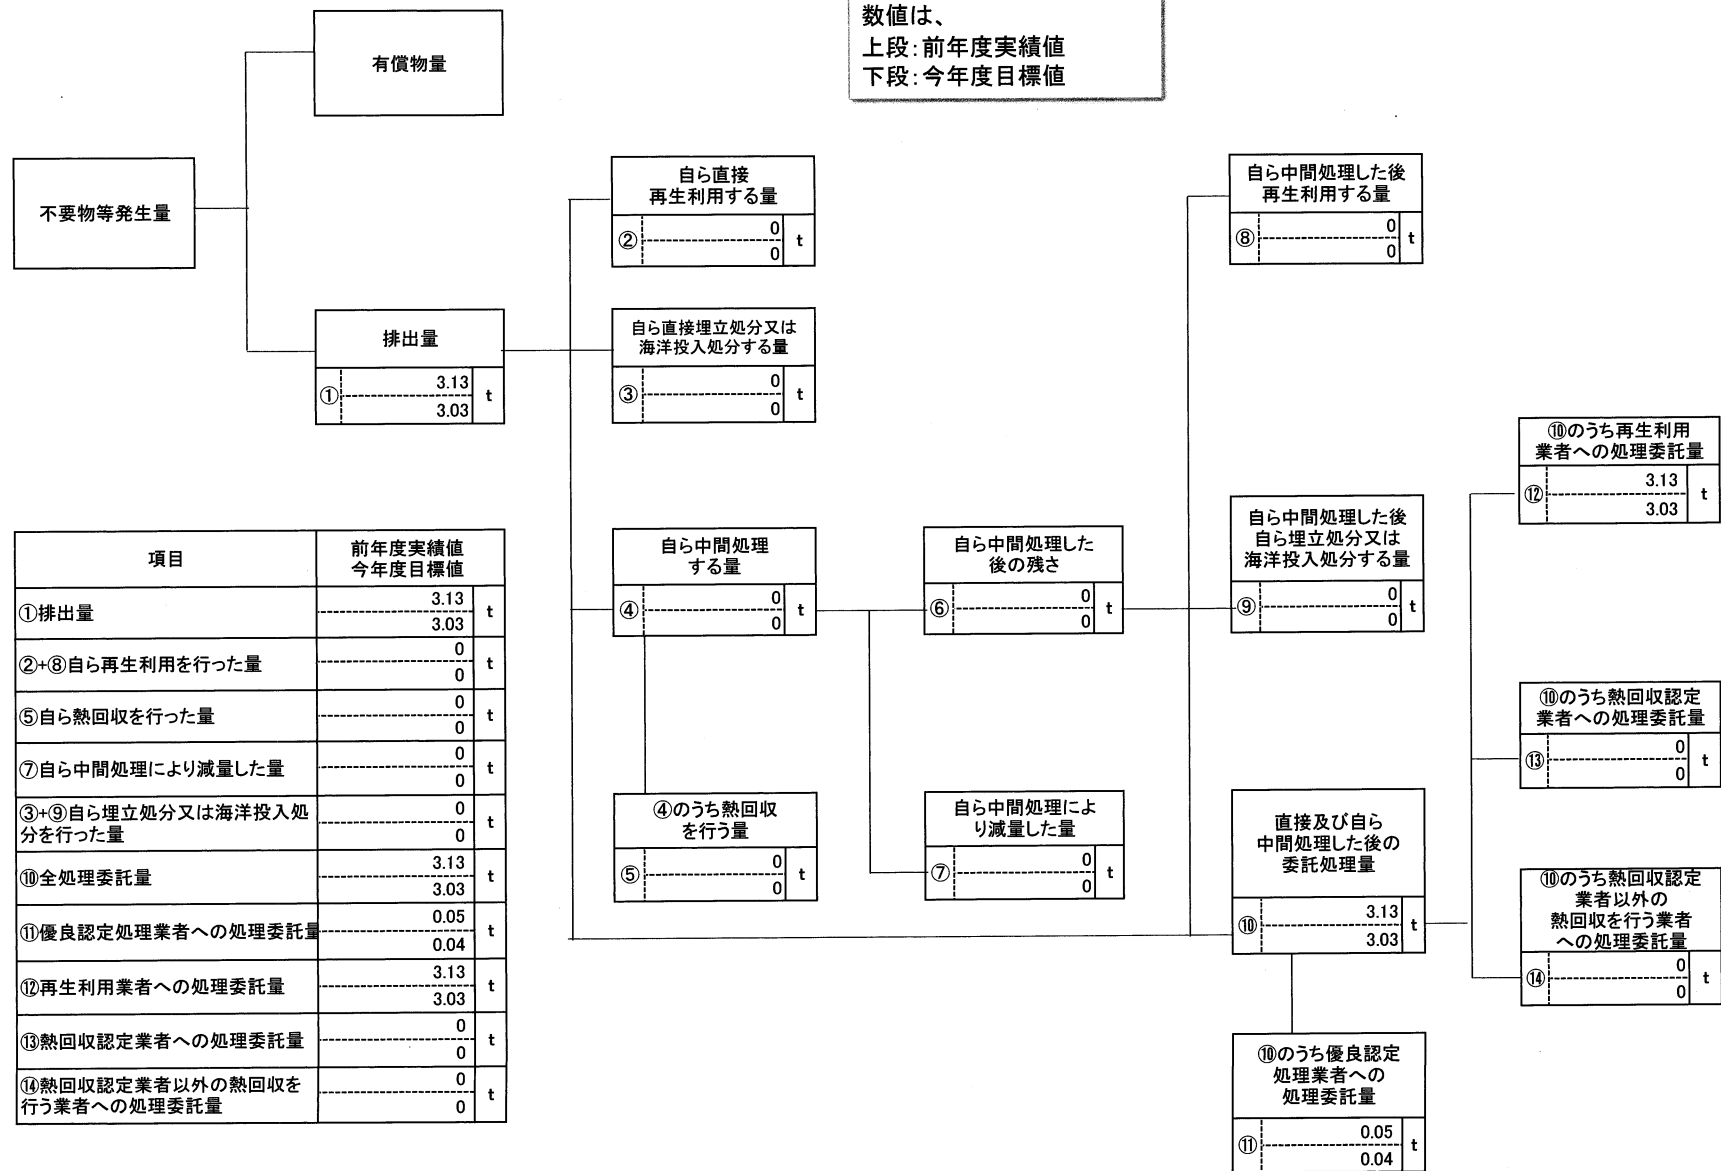 数値は、
上段：前年度実績値
下段：今年度目標値
有償物量
不要物等発生量
排出量
①
3.13
3.03
t
自ら直接
再生利用する量
②
0
0
t
自ら直接埋立処分又は
海洋投入処分する量
③
0
0
t
自ら中間処理
する量
④
0
0
t
④のうち熱回収
を行う量
⑤
0
0
t
自ら中間処理した
後の残さ
⑥
0
0
t
自ら中間処理によ
り減量した量
⑦
0
0
t
自ら中間処理した後
再生利用する量
⑧
0
0
t
自ら中間処理した後
自ら埋立処分又は
海洋投入処分する量
⑨
0
0
t
直接及び自ら
中間処理した後の
委託処理量
⑩
3.13
3.03
t
⑩のうち優良認定
処理業者への
処理委託量
⑪
0.05
0.04
t
⑩のうち再生利用
業者への処理委託量
⑫
3.13
3.03
t
⑩のうち熱回収認定
業者への処理委託量
⑬
0
0
t
⑩のうち熱回収認定
業者以外の
熱回収を行う業者
への処理委託量
⑭
0
0
t
項目
前年度実績値
今年度目標値
①排出量
3.13
3.03
t
②+⑧自ら再生利用を行った量
0
0
t
⑤自ら熱回収を行った量
0
0
t
⑦自ら中間処理により減量した量
0
0
t
③+⑨自ら埋立処分又は海洋投入処
分を行った量
0
0
t
⑩全処理委託量
3.13
3.03
t
⑪優良認定処理業者への処理委託量
0.05
0.04
t
⑫再生利用業者への処理委託量
3.13
3.03
t
⑬熱回収認定業者への処理委託量
0
0
t
⑭熱回収認定業者以外の熱回収を
行う業者への処理委託量
0
0
t